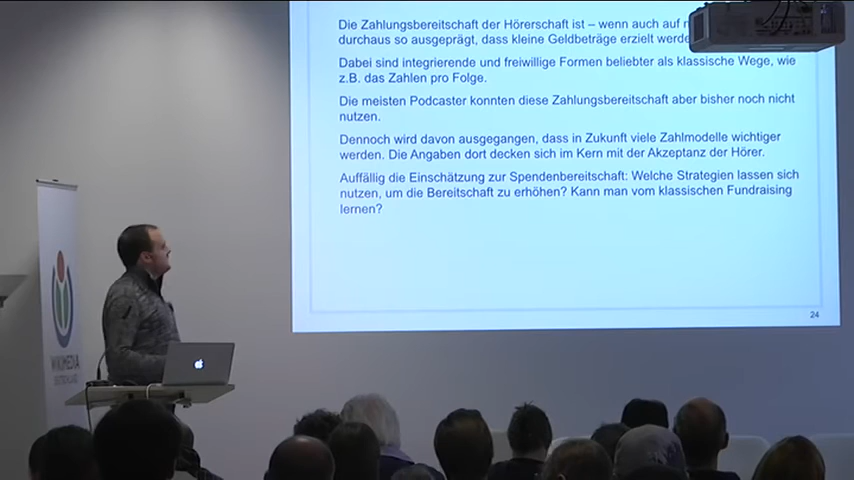 Die Zahlungsbereitschaft der Hörerschaft ist – wenn auch auf
durchaus so ausgeprägt, dass kleine Geldbeträge erzielt
Dabei sind integrierende und freiwillige Formen beliebter als klassische Wege, wie
z.B. das Zahlen pro Folge.
Die meisten Podcaster konnten diese Zahlungsbereitschaft aber bisher noch nicht
nutzen.
Dennoch wird davon ausgegangen, dass in Zukunft viele Zahlmodelle wichtiger
werden. Die Angaben dort decken sich im Kern mit der Akzeptanz der Hörer.
Auffällig die Einschätzung zur Spendenbereitschaft: Welche Strategien lassen sich
nutzen, um die Bereitschaft zu erhöhen? Kann man vom klassischen Fundraising
lernen?
24
WIKIMEDIA
DEUTSCHLAND